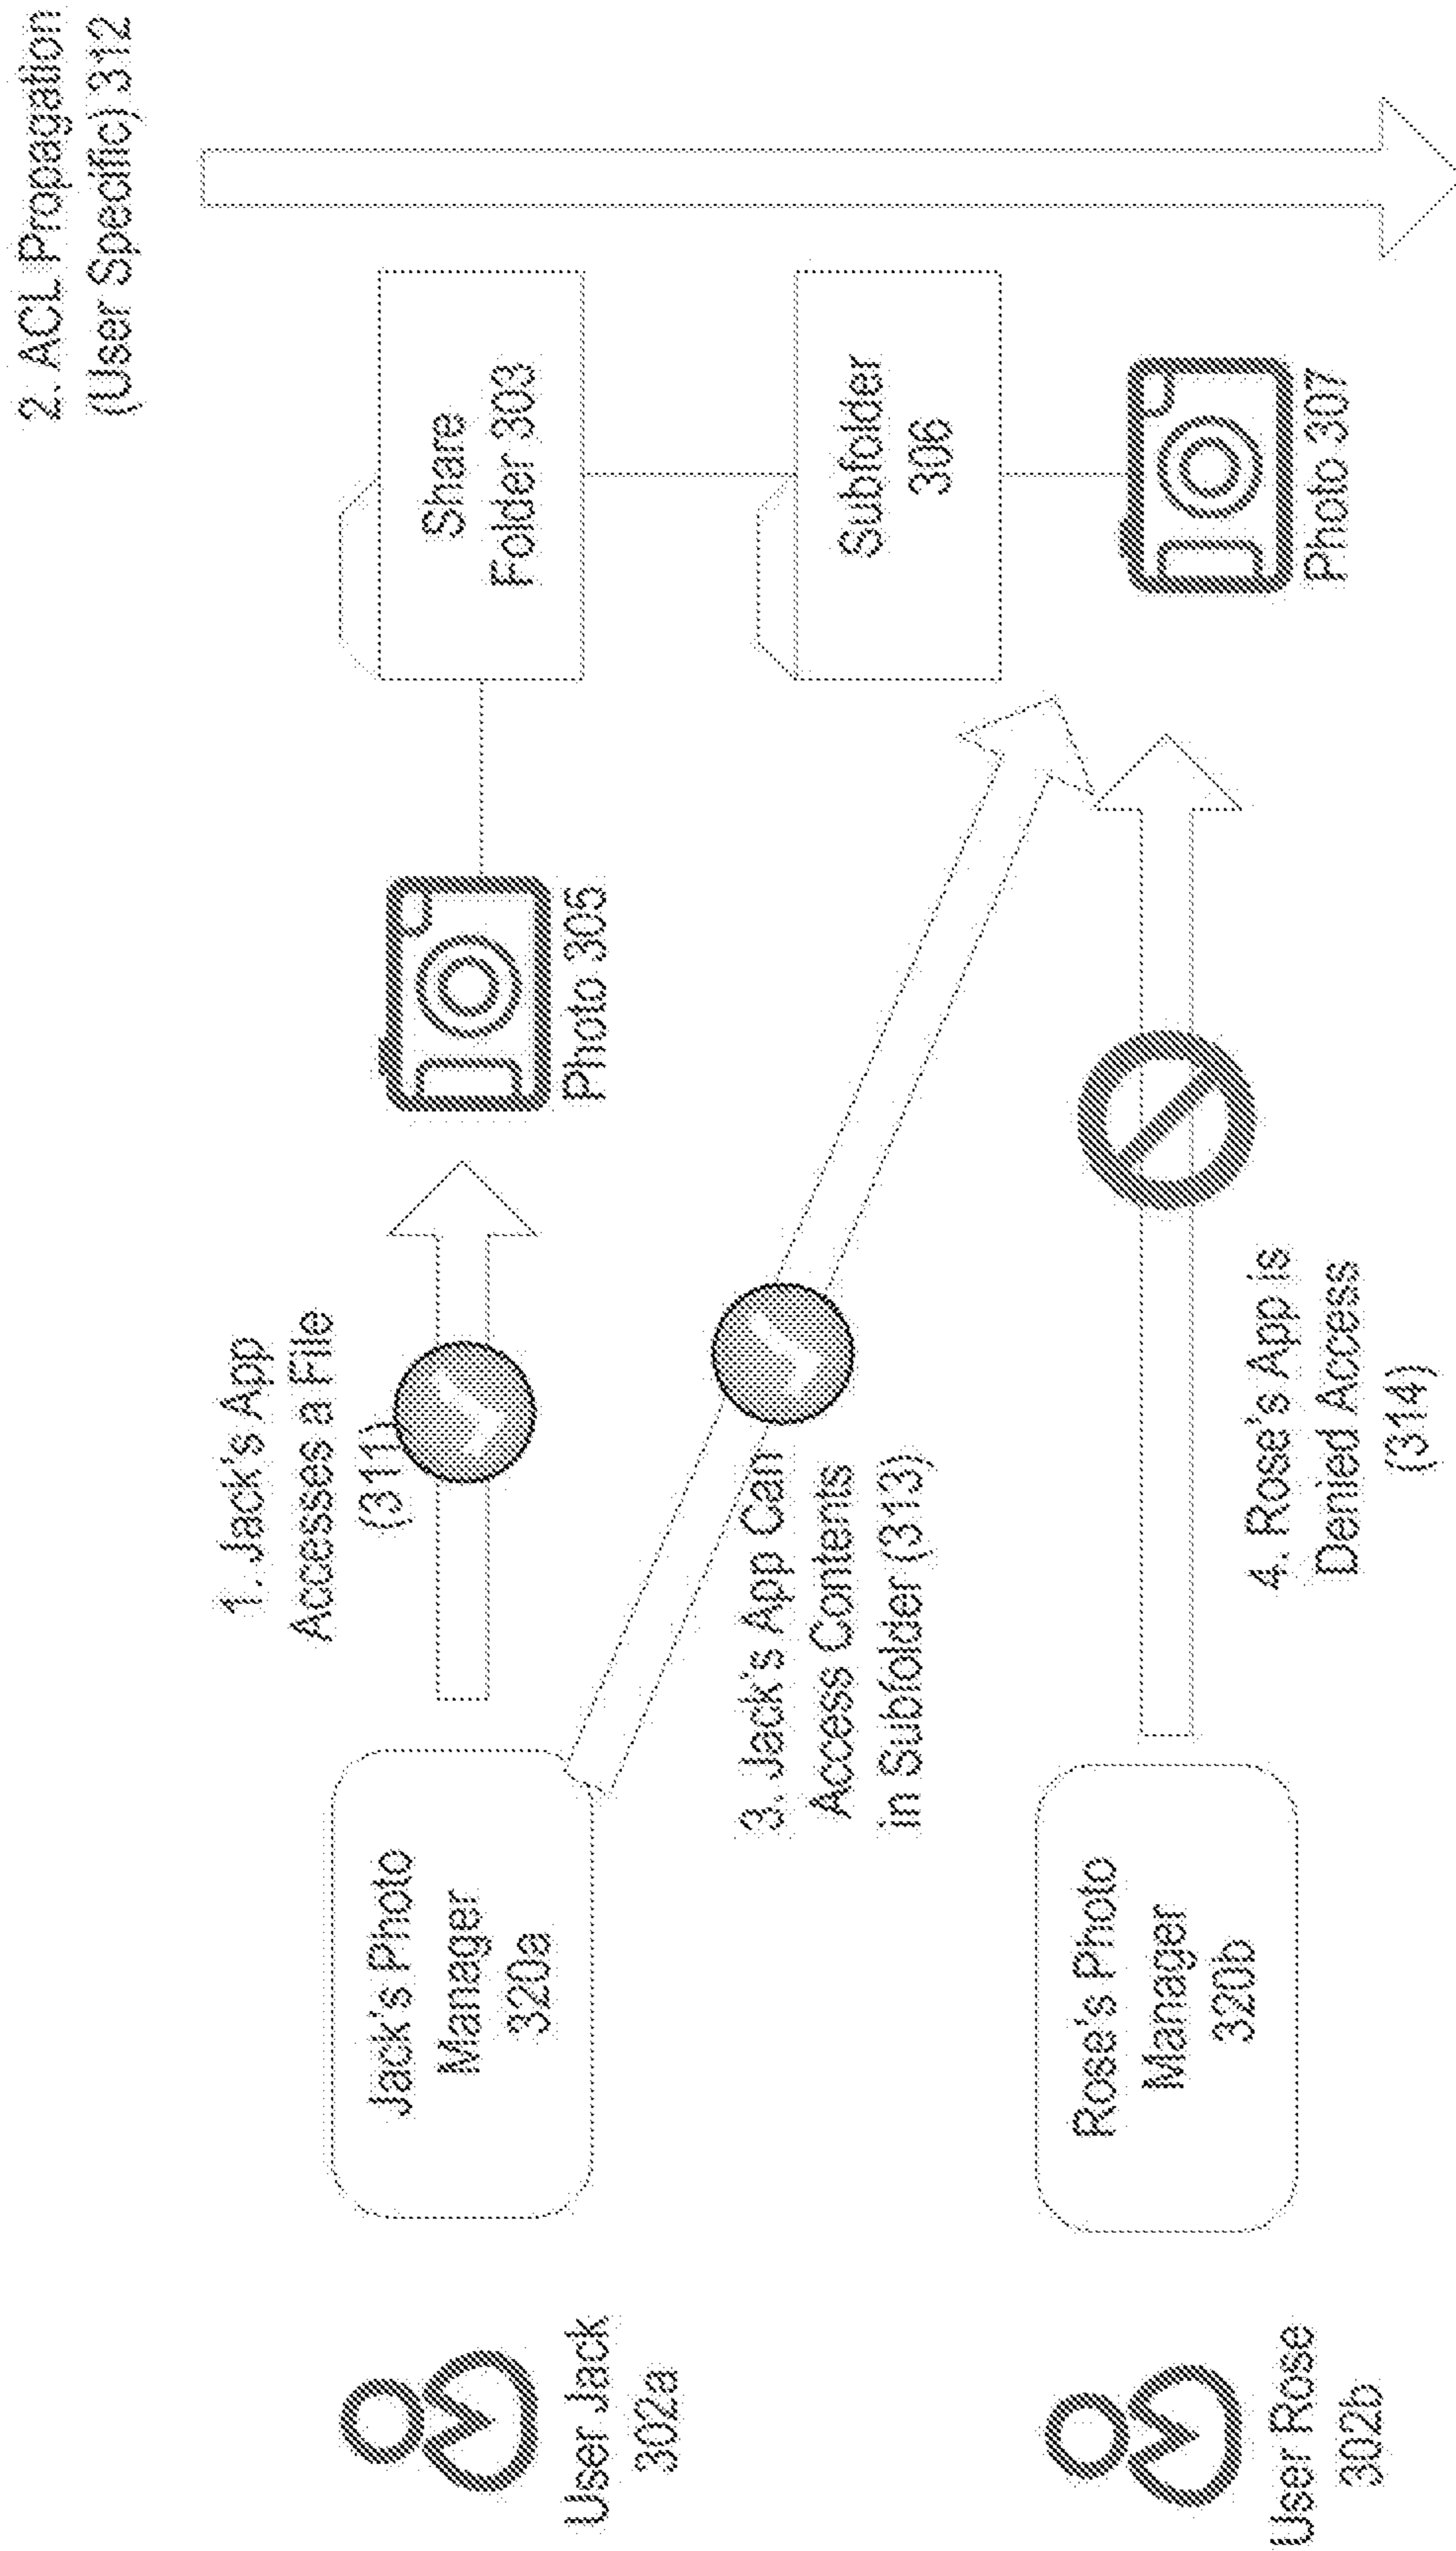 2. ACL Propagation
(User Specific) 312
1. Jack's App
Accesses a File
(311)
Share
Folder 303
Photo 305
Jack's Photo
Manager
320a
User Jack
302a
3. Jack's App Can
Access Contents
in Subfolder (313)
Subfolder
306
Photo 307
4. Rose's App is
Denied Access
(314)
Rose's Photo
Manager
320b
User Rose
302b